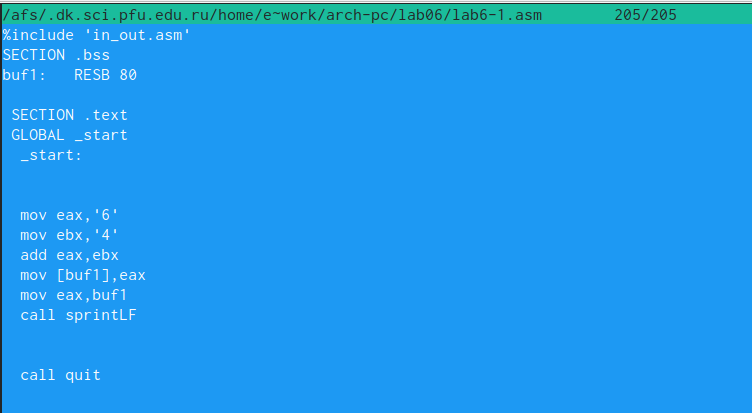 /afs/.dk.sci.pfu.edu.ru/home/e~work/arch-pc/lab06/lab6-1.asm        205/205
%include 'in_out.asm'
SECTION .bss
buf1:   RESB 80
SECTION .text
GLOBAL _start
_start:
mov eax,'6'
mov ebx,'4'
add eax,ebx
mov [buf1],eax
mov eax,buf1
call sprintLF
call quit